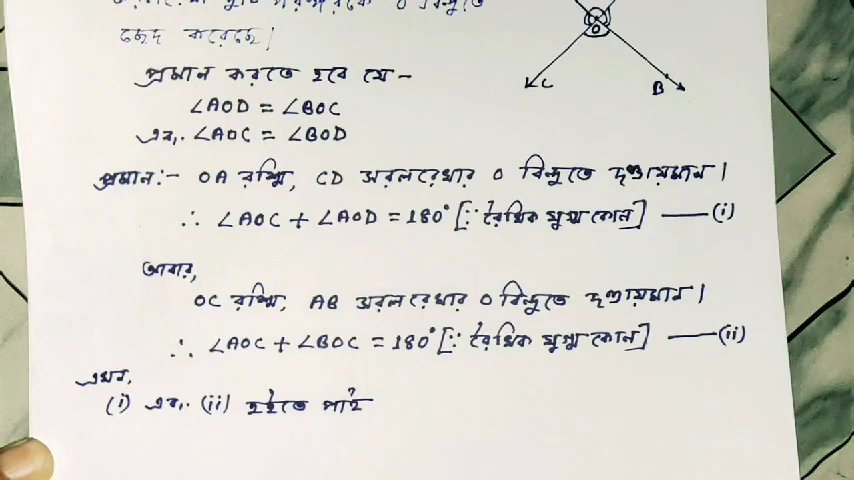 O বিন্দুতে
ছেদ করেছে।
O
C
B
প্রমান করতে হবে যে -
∠AOD = ∠BOC
এবং ∠AOC = ∠BOD
প্রমান:- OA রশ্মি, CD সরলরেখার O বিন্দুতে দণ্ডায়মান।
∴ ∠AOC + ∠AOD = 180° [∵ রৈখিক যুগ্ম কোন] —— (i)
আবার,
OC রশ্মি, AB সরলরেখার O বিন্দুতে দণ্ডায়মান।
∴ ∠AOC + ∠BOC = 180° [∵ রৈখিক যুগ্ম কোন] —— (ii)
এখন,
(i) এবং (ii) হইতে পাই